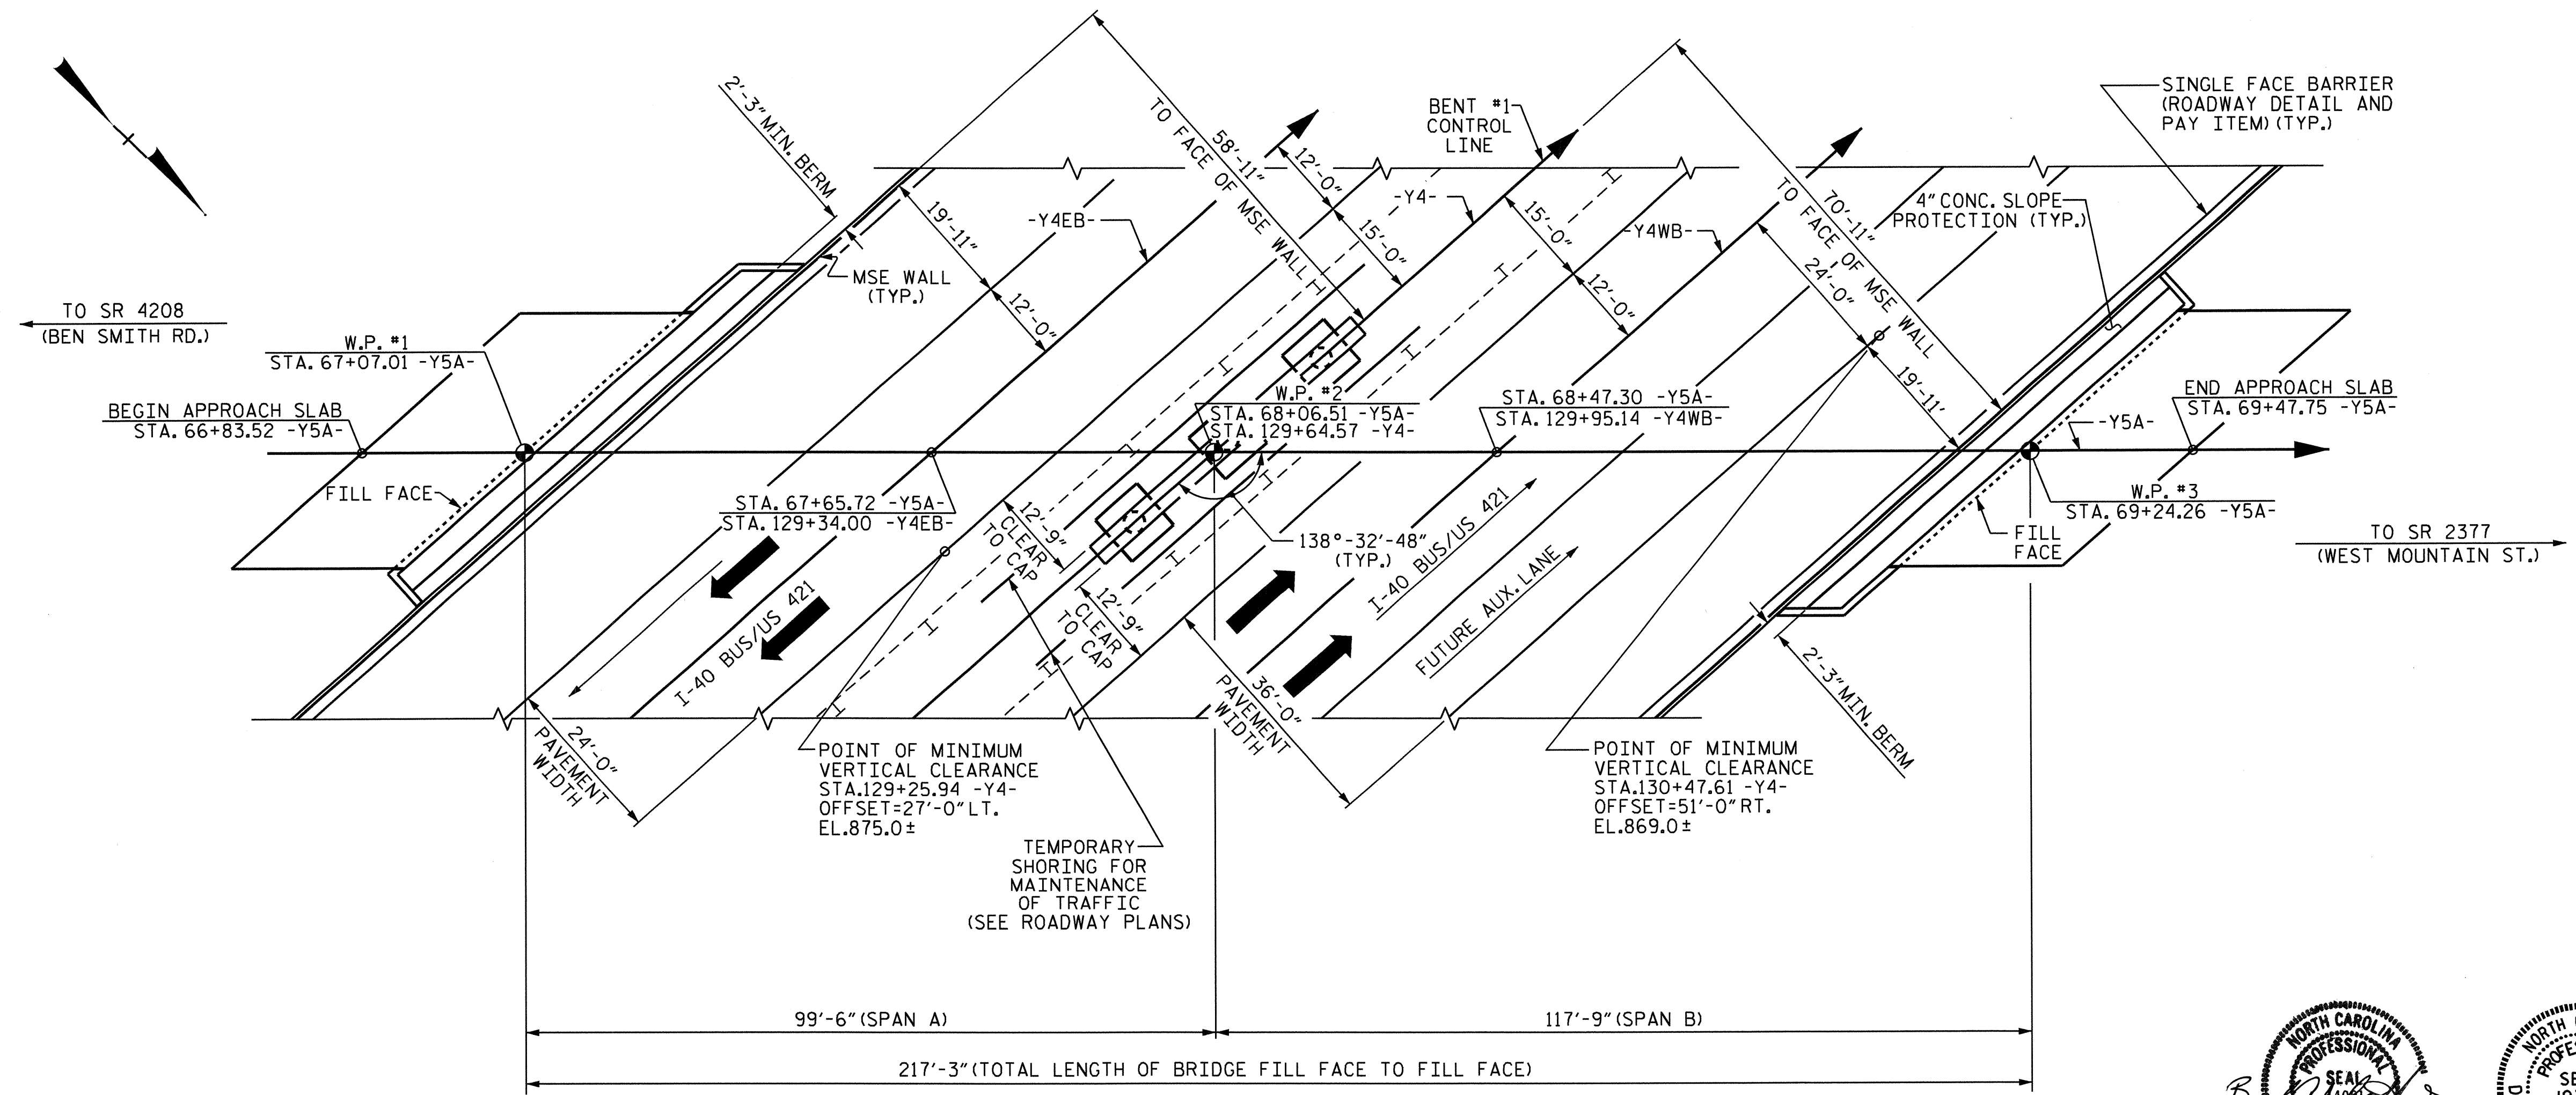 2'-3" MIN. BERM
58'-11"
TO FACE OF MSE WALL
BENT #1
CONTROL
LINE
SINGLE FACE BARRIER
(ROADWAY DETAIL AND
PAY ITEM) (TYP.)
12'-0"
-Y4-
15'-0"
15'-0"
12'-0"
-Y4EB-
19'-11"
12'-0"
MSE WALL
(TYP.)
-Y4WB-
70'-11"
TO FACE OF MSE WALL
24'-0"
19'-11'
4" CONC. SLOPE
PROTECTION (TYP.)
TO SR 4208
(BEN SMITH RD.)
W.P. #1
STA. 67+07.01 -Y5A-
BEGIN APPROACH SLAB
STA. 66+83.52 -Y5A-
FILL FACE
STA. 67+65.72 -Y5A-
STA. 129+34.00 -Y4EB-
W.P. #2
STA. 68+06.51 -Y5A-
STA. 129+64.57 -Y4-
STA. 68+47.30 -Y5A-
STA. 129+95.14 -Y4WB-
END APPROACH SLAB
STA. 69+47.75 -Y5A-
-Y5A-
W.P. #3
STA. 69+24.26 -Y5A-
FILL
FACE
TO SR 2377
(WEST MOUNTAIN ST.)
138°-32'-48"
(TYP.)
12'-9"
CLEAR
TO CAP
12'-9"
CLEAR
TO CAP
I-40 BUS/US 421
I-40 BUS/US 421
FUTURE AUX. LANE
24'-0"
PAVEMENT
WIDTH
36'-0"
PAVEMENT
WIDTH
2'-3" MIN. BERM
POINT OF MINIMUM
VERTICAL CLEARANCE
STA.129+25.94 -Y4-
OFFSET=27'-0" LT.
EL.875.0±
POINT OF MINIMUM
VERTICAL CLEARANCE
STA.130+47.61 -Y4-
OFFSET=51'-0" RT.
EL.869.0±
TEMPORARY
SHORING FOR
MAINTENANCE
OF TRAFFIC
(SEE ROADWAY PLANS)
99'-6" (SPAN A)
117'-9" (SPAN B)
217'-3" (TOTAL LENGTH OF BRIDGE FILL FACE TO FILL FACE)
NORTH CAROLINA
PROFESSIONAL
SEAL
NORTH